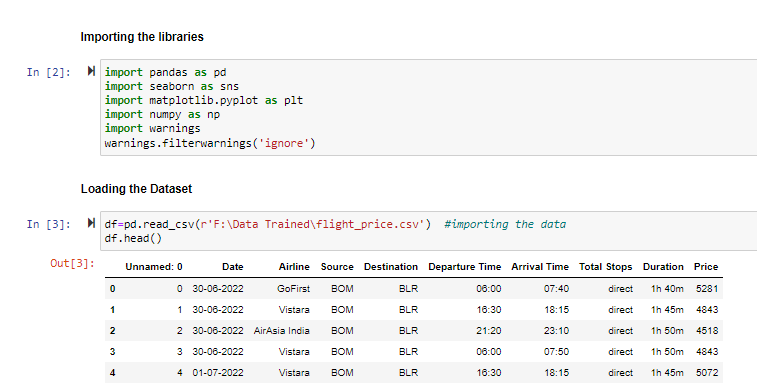 Importing the libraries
In [2]: import pandas as pd
import seaborn as sns
import matplotlib.pyplot as plt
import numpy as np
import warnings
warnings.filterwarnings('ignore')
Loading the Dataset
In [3]: df=pd.read_csv(r'F:\Data Trained\flight_price.csv')  #importing the data
df.head()
Out[3]:
Unnamed: 0 Date Airline Source Destination Departure Time Arrival Time Total Stops Duration Price
0 0 30-06-2022 GoFirst BOM BLR 06:00 07:40 direct 1h 40m 5281
1 1 30-06-2022 Vistara BOM BLR 16:30 18:15 direct 1h 45m 4843
2 2 30-06-2022 AirAsia India BOM BLR 21:20 23:10 direct 1h 50m 4518
3 3 30-06-2022 Vistara BOM BLR 06:00 07:50 direct 1h 50m 4843
4 4 01-07-2022 Vistara BOM BLR 16:30 18:15 direct 1h 45m 5072